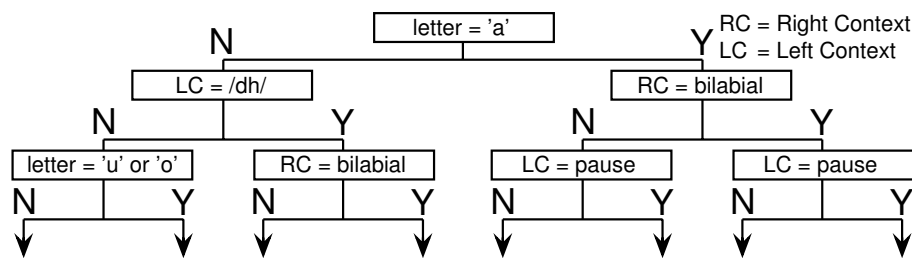 letter = 'a'
RC = Right Context
LC = Left Context
N
Y
LC = /dh/
RC = bilabial
N
Y
N
Y
letter = 'u' or 'o'
RC = bilabial
LC = pause
LC = pause
N
Y
N
Y
N
Y
N
Y